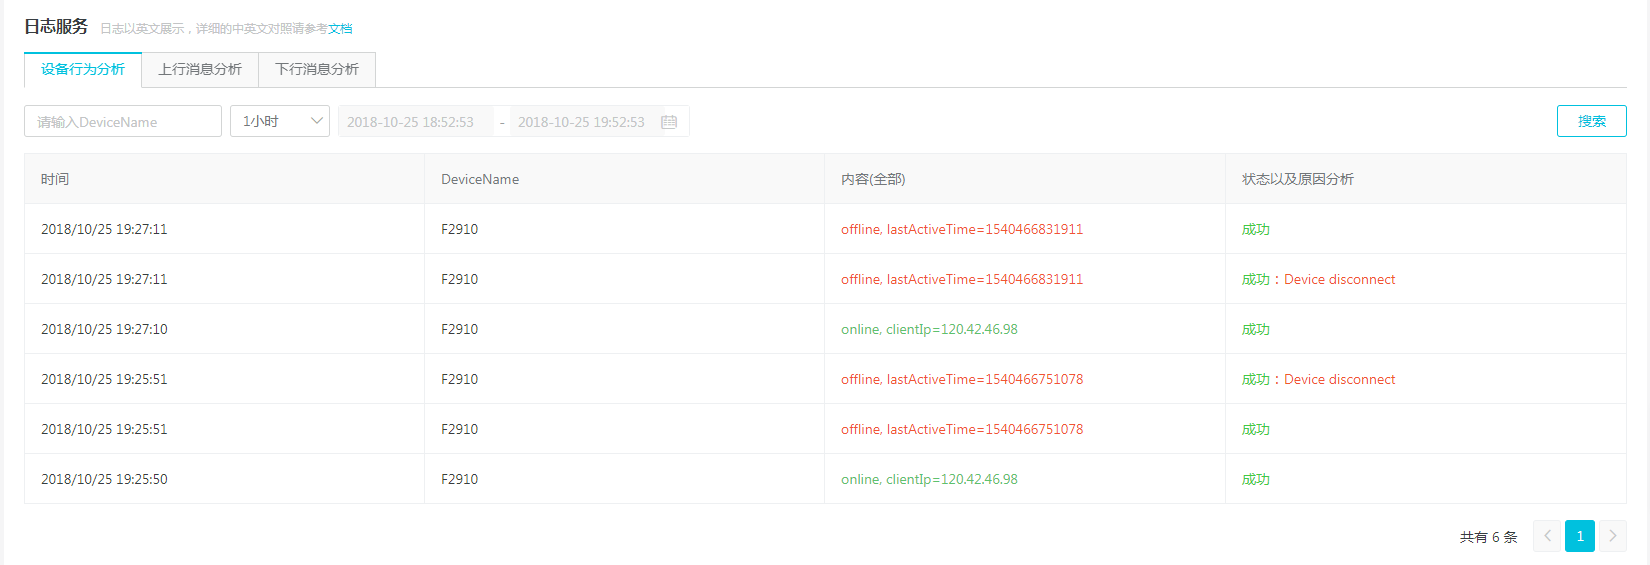 日志服务 日志以英文展示，详细的中英文对照请参考文档
设备行为分析 上行消息分析 下行消息分析
请输入DeviceName 1小时 2018-10-25 18:52:53 - 2018-10-25 19:52:53 搜索
时间 DeviceName 内容(全部) 状态以及原因分析
2018/10/25 19:27:11 F2910 offline, lastActiveTime=1540466831911 成功
2018/10/25 19:27:11 F2910 offline, lastActiveTime=1540466831911 成功：Device disconnect
2018/10/25 19:27:10 F2910 online, clientIp=120.42.46.98 成功
2018/10/25 19:25:51 F2910 offline, lastActiveTime=1540466751078 成功：Device disconnect
2018/10/25 19:25:51 F2910 offline, lastActiveTime=1540466751078 成功
2018/10/25 19:25:50 F2910 online, clientIp=120.42.46.98 成功
共有 6 条 1